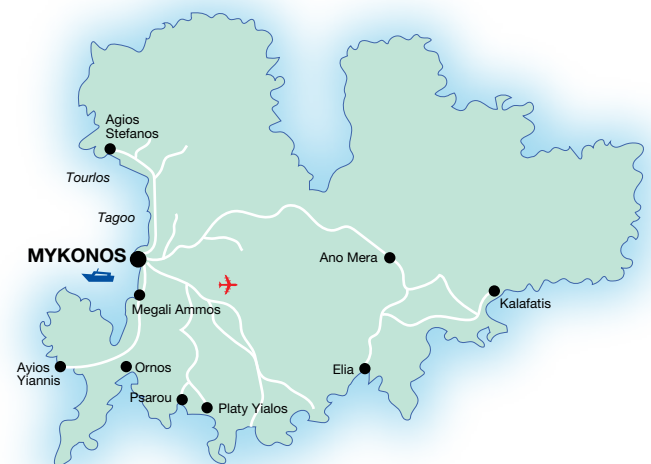 Agios
Stefanos
Tourlos
Tagoo
MYKONOS
Ano Mera
Kalafatis
Megali Ammos
Ayios
Yiannis
Ornos
Elia
Psarou
Platy Yialos